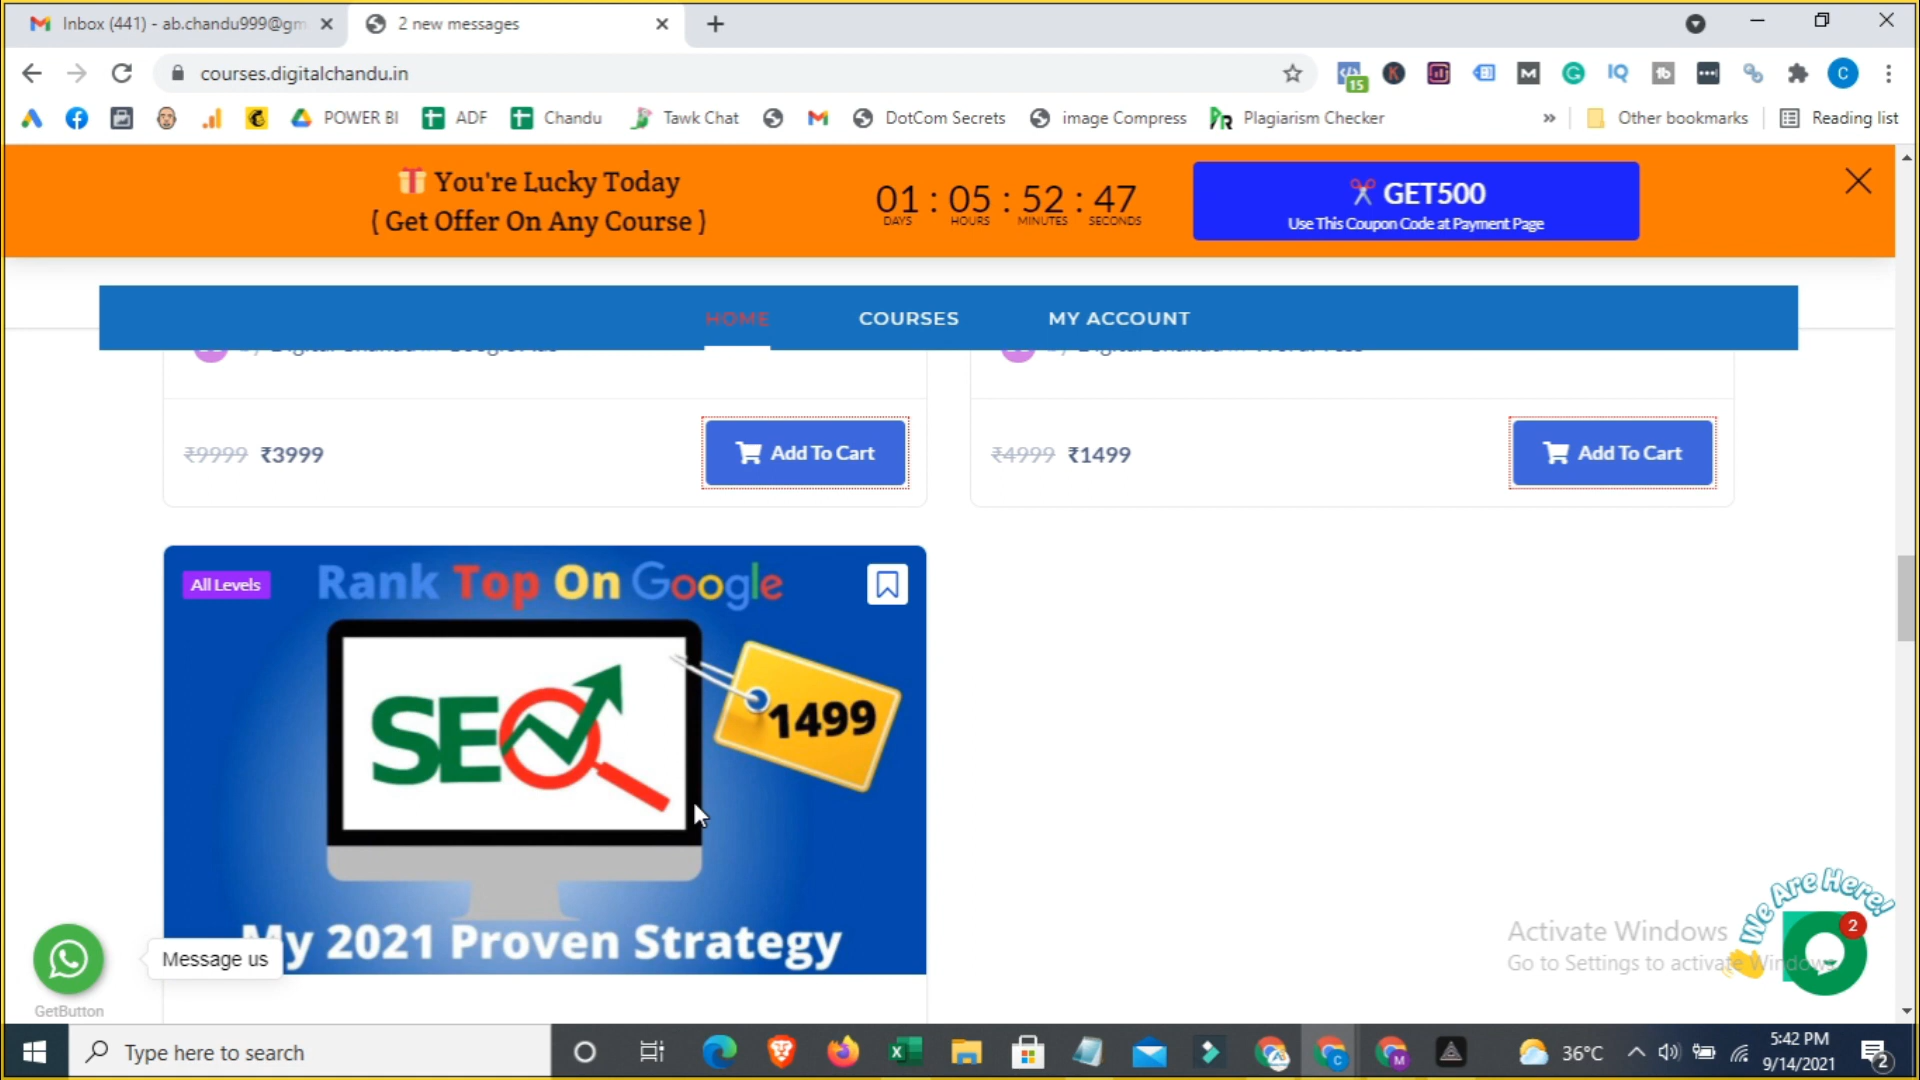 Inbox (441) - ab.chandu999@gm
2 new messages
courses.digitalchandu.in
15
C
POWER BI
ADF
Chandu
Tawk Chat
DotCom Secrets
image Compress
Plagiarism Checker
»
Other bookmarks
Reading list
You're Lucky Today
( Get Offer On Any Course )
01 : 05 : 52 : 47
DAYS HOURS MINUTES SECONDS
GET500
Use This Coupon Code at Payment Page
HOME
COURSES
MY ACCOUNT
₹9999 ₹3999
Add To Cart
₹4999 ₹1499
Add To Cart
All Levels
Rank Top On Google
SEO
1499
My 2021 Proven Strategy
Message us
GetButton
We Are Here!
2
Activate Windows
Go to Settings to activate Windows.
Type here to search
36°C
5:42 PM
9/14/2021
2